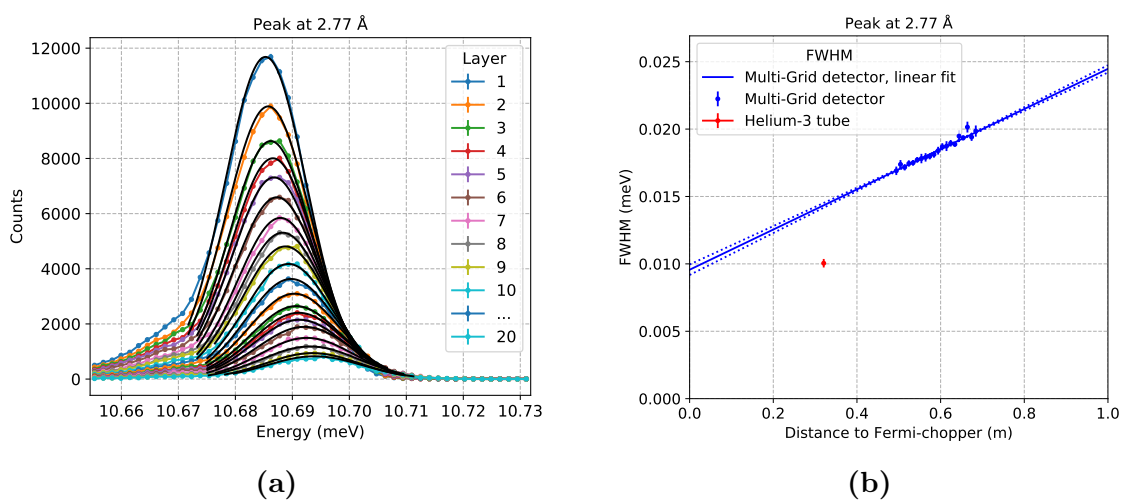 Peak at 2.77 Å
12000
10000
8000
6000
4000
2000
0
Counts
10.66 10.67 10.68 10.69 10.70 10.71 10.72 10.73
Energy (meV)
Layer
1
2
3
4
5
6
7
8
9
10
...
20
(a)
Peak at 2.77 Å
0.025
0.020
0.015
0.010
0.005
0.000
FWHM (meV)
0.0 0.2 0.4 0.6 0.8 1.0
Distance to Fermi-chopper (m)
FWHM
Multi-Grid detector, linear fit
Multi-Grid detector
Helium-3 tube
(b)